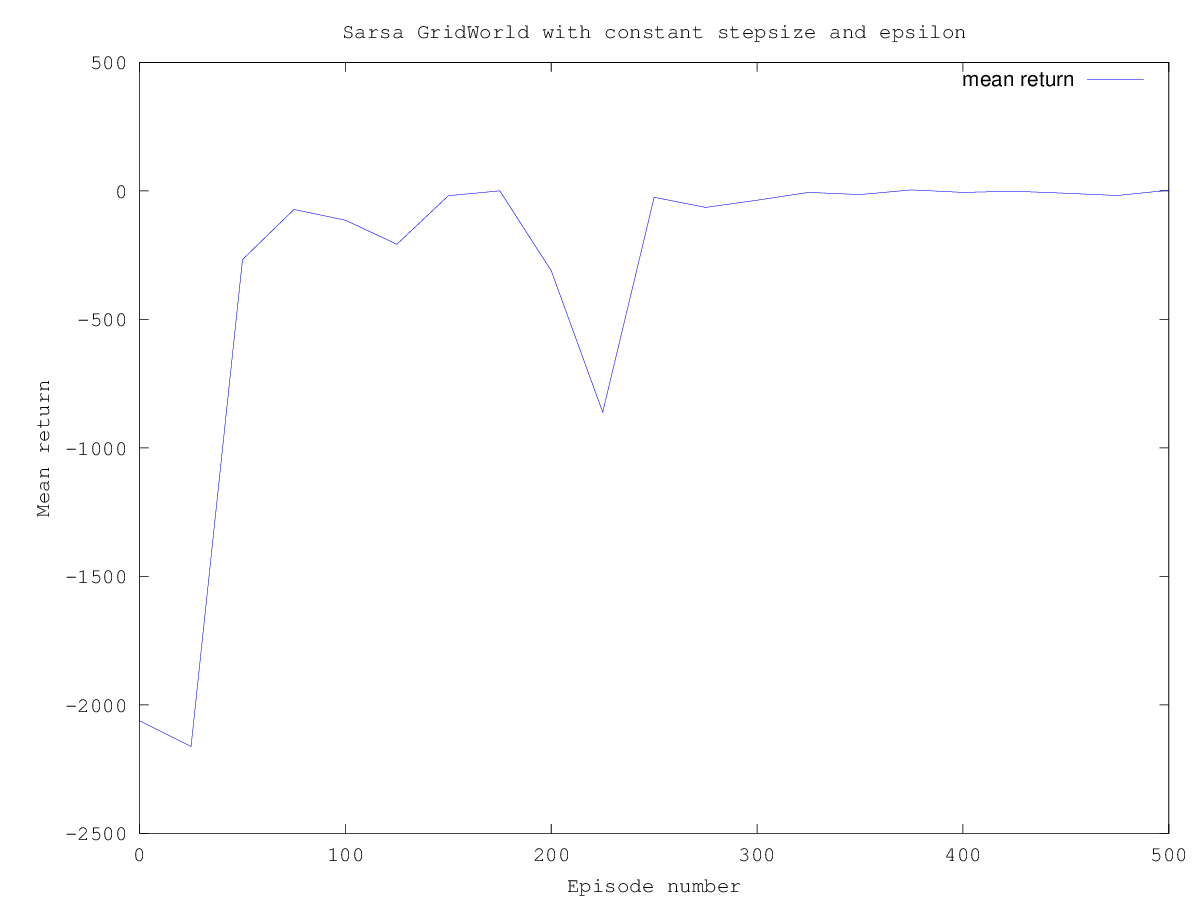 Sarsa GridWorld with constant stepsize and epsilon
mean return
500
0
-500
-1000
-1500
-2000
-2500
Mean return
0 100 200 300 400 500
Episode number